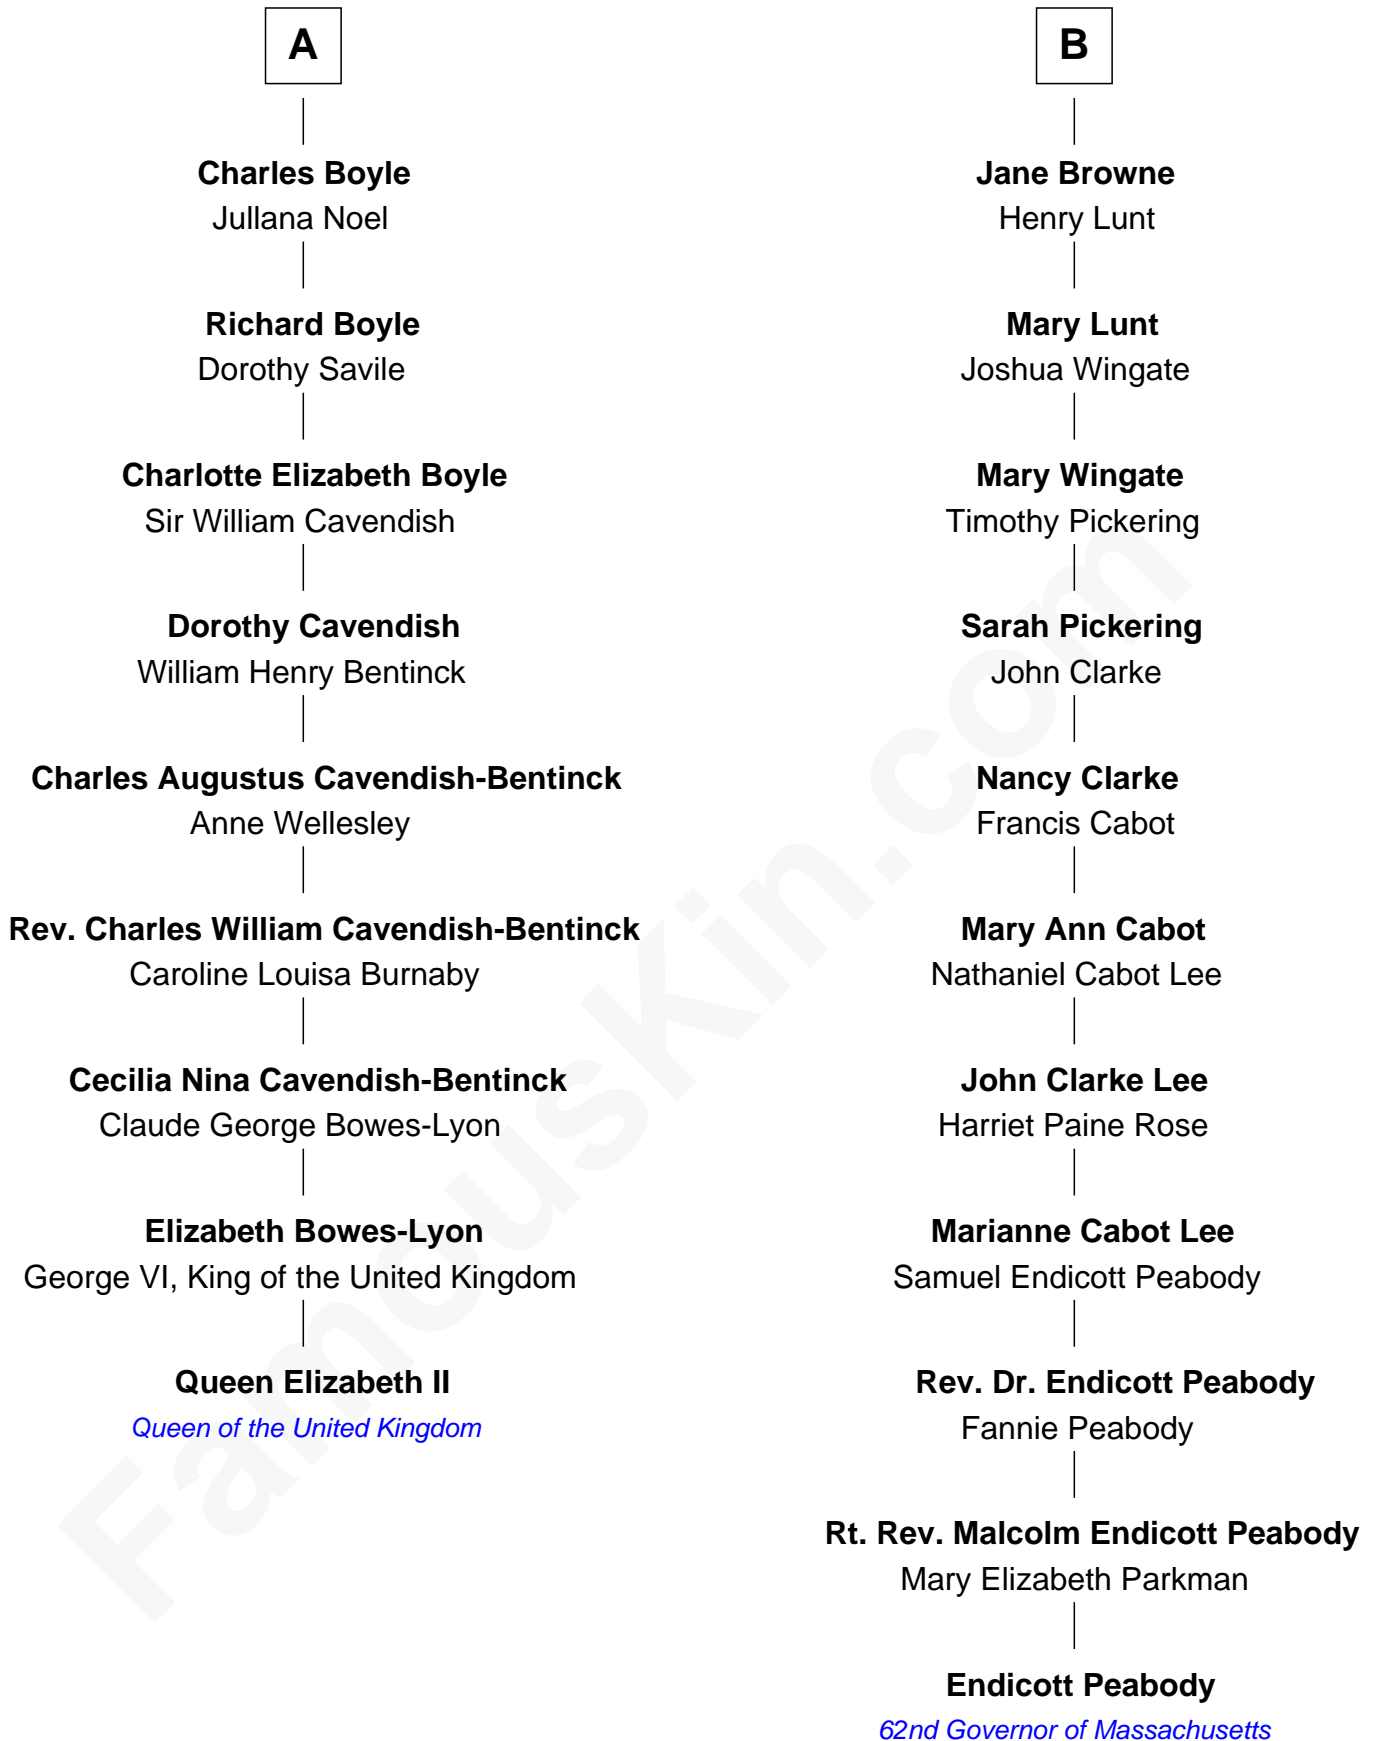 A
Charles Boyle
Jullana Noel
Richard Boyle
Dorothy Savile
Charlotte Elizabeth Boyle
Sir William Cavendish
Dorothy Cavendish
William Henry Bentinck
Charles Augustus Cavendish-Bentinck
Anne Wellesley
Rev. Charles William Cavendish-Bentinck
Caroline Louisa Burnaby
Cecilia Nina Cavendish-Bentinck
Claude George Bowes-Lyon
Elizabeth Bowes-Lyon
George VI, King of the United Kingdom
Queen Elizabeth II
Queen of the United Kingdom
B
Jane Browne
Henry Lunt
Mary Lunt
Joshua Wingate
Mary Wingate
Timothy Pickering
Sarah Pickering
John Clarke
Nancy Clarke
Francis Cabot
Mary Ann Cabot
Nathaniel Cabot Lee
John Clarke Lee
Harriet Paine Rose
Marianne Cabot Lee
Samuel Endicott Peabody
Rev. Dr. Endicott Peabody
Fannie Peabody
Rt. Rev. Malcolm Endicott Peabody
Mary Elizabeth Parkman
Endicott Peabody
62nd Governor of Massachusetts
FamousKin.com